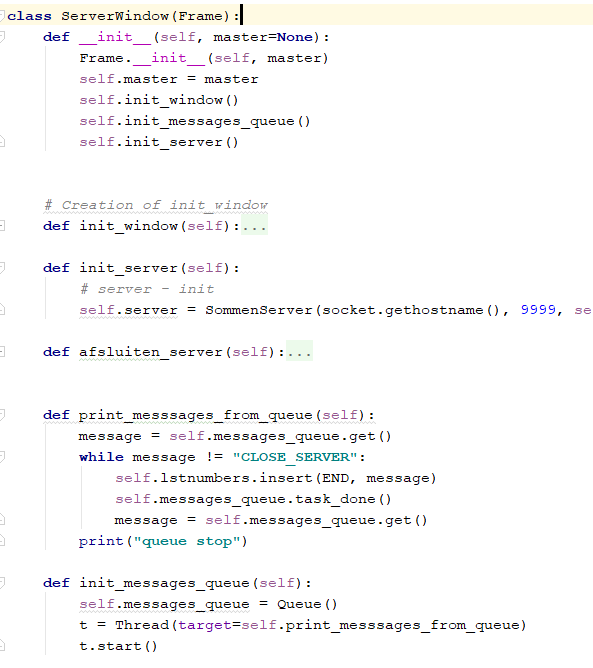 class ServerWindow(Frame):
    def __init__(self, master=None):
        Frame.__init__(self, master)
        self.master = master
        self.init_window()
        self.init_messages_queue()
        self.init_server()
    # Creation of init_window
    def init_window(self):...
    def init_server(self):
        # server - init
        self.server = SommenServer(socket.gethostname(), 9999, se
    def afsluiten_server(self):...
    def print_messsages_from_queue(self):
        message = self.messages_queue.get()
        while message != "CLOSE_SERVER":
            self.lstnumbers.insert(END, message)
            self.messages_queue.task_done()
            message = self.messages_queue.get()
        print("queue stop")
    def init_messages_queue(self):
        self.messages_queue = Queue()
        t = Thread(target=self.print_messsages_from_queue)
        t.start()